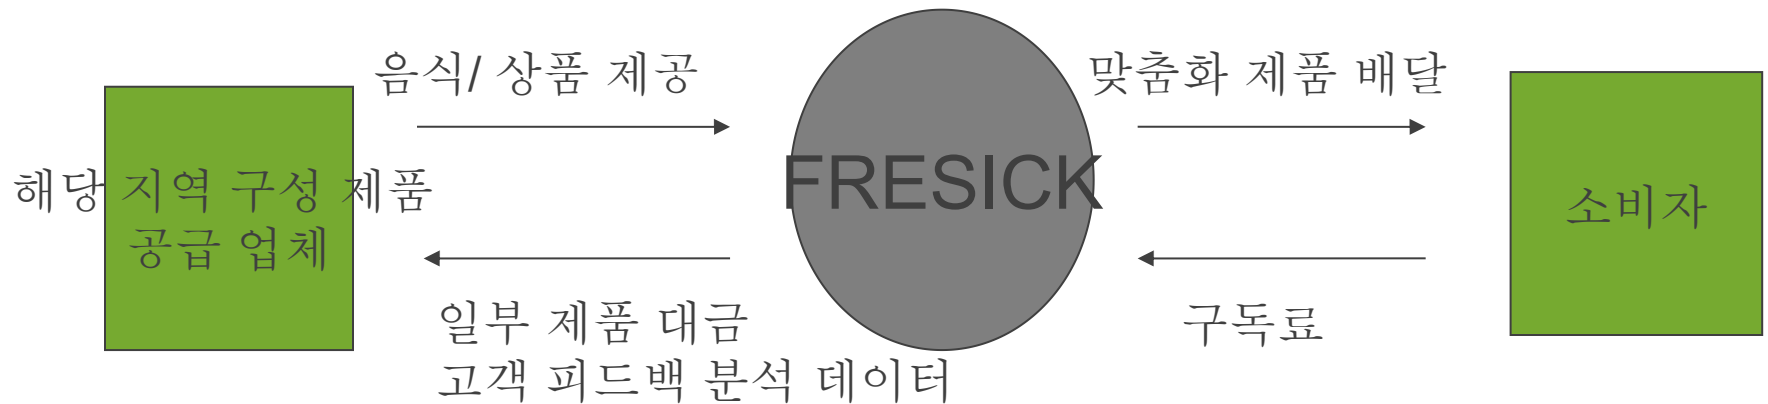 음식/ 상품 제공
맞춤화 제품 배달
해당 지역 구성 제품
공급 업체
FRESICK
소비자
일부 제품 대금
고객 피드백 분석 데이터
구독료